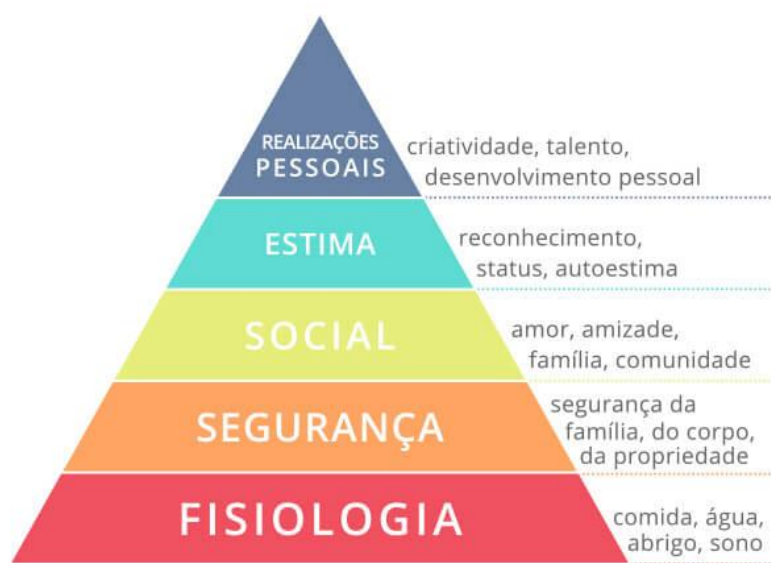 REALIZAÇÕES
PESSOAIS
criatividade, talento,
desenvolvimento pessoal
ESTIMA
reconhecimento,
status, autoestima
SOCIAL
amor, amizade,
família, comunidade
SEGURANÇA
segurança da
família, do corpo,
da propriedade
FISIOLOGIA
comida, água,
abrigo, sono